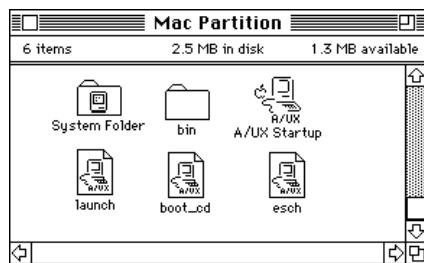 Mac Partition
6 items 2.5 MB in disk 1.3 MB available
System Folder bin A/UX
A/UX Startup
A/UX A/UX A/UX
launch boot_cd esch